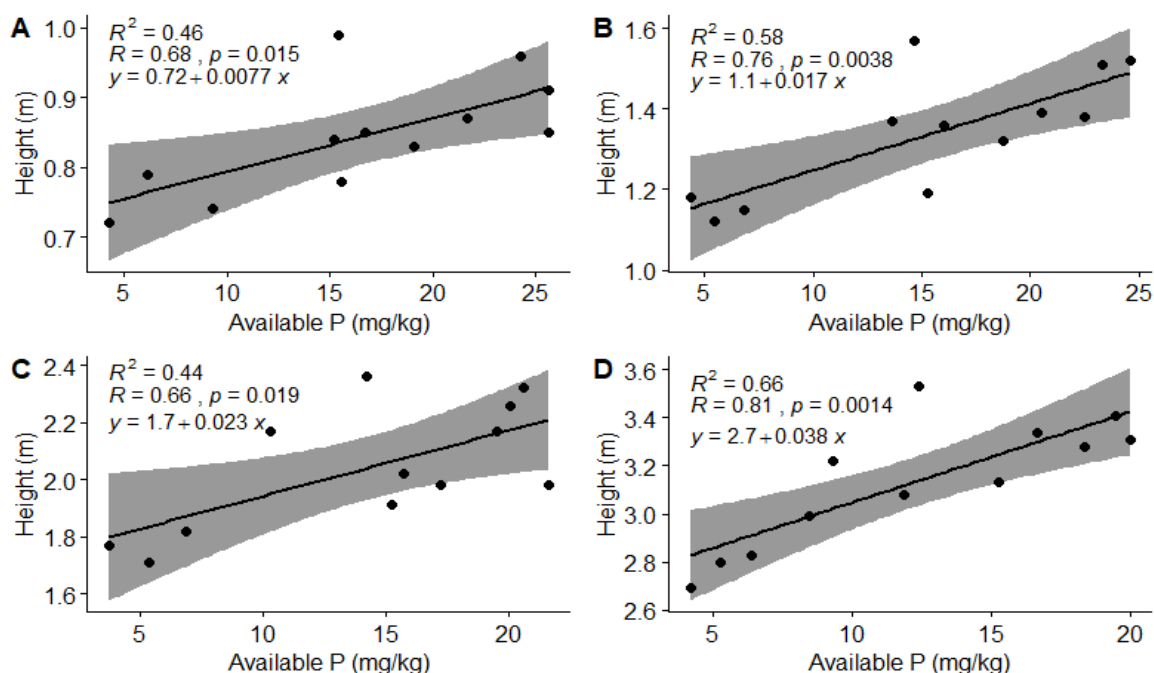 A
R² = 0.46
R = 0.68 , p = 0.015
y = 0.72 + 0.0077 x
1.0
0.9
0.8
0.7
Height (m)
5 10 15 20 25
Available P (mg/kg)
B
R² = 0.58
R = 0.76 , p = 0.0038
y = 1.1 + 0.017 x
1.6
1.4
1.2
1.0
Height (m)
5 10 15 20 25
Available P (mg/kg)
C
R² = 0.44
R = 0.66 , p = 0.019
y = 1.7 + 0.023 x
2.4
2.2
2.0
1.8
1.6
Height (m)
5 10 15 20
Available P (mg/kg)
D
R² = 0.66
R = 0.81 , p = 0.0014
y = 2.7 + 0.038 x
3.6
3.4
3.2
3.0
2.8
2.6
Height (m)
5 10 15 20
Available P (mg/kg)